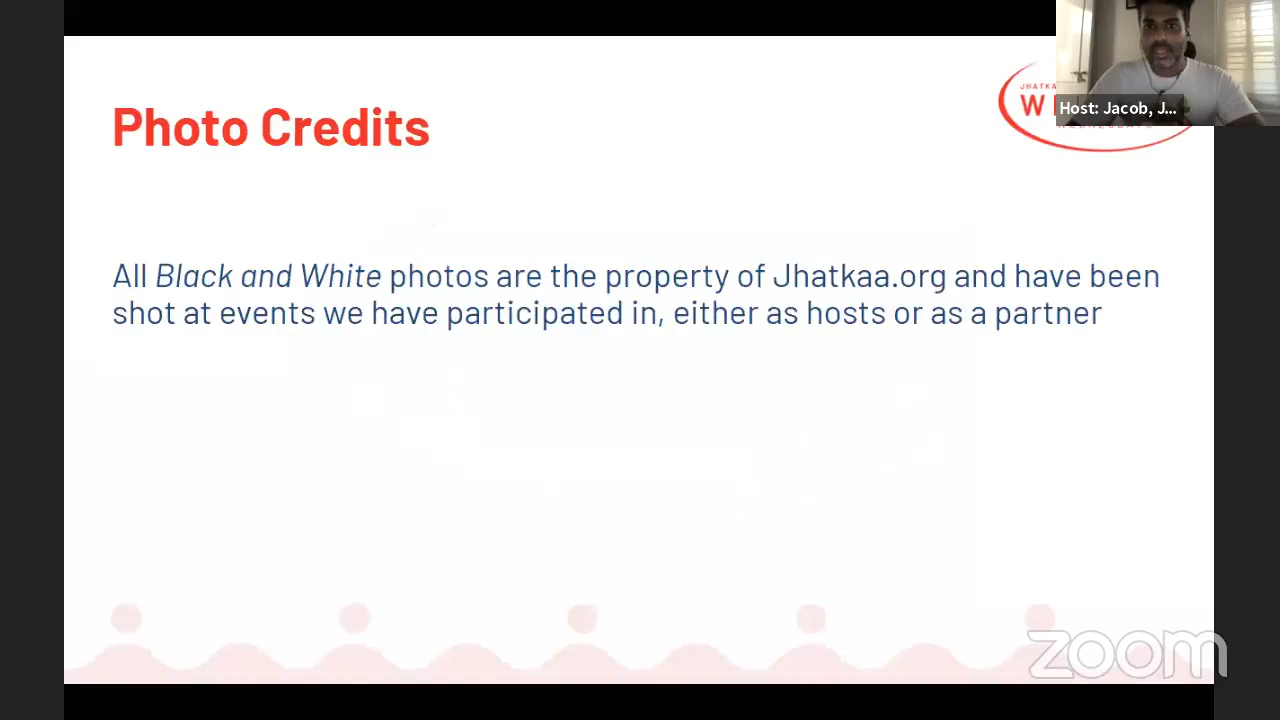 Photo Credits
JHATKA
W
Host: Jacob, J...
All Black and White photos are the property of Jhatkaa.org and have been
shot at events we have participated in, either as hosts or as a partner
zoom